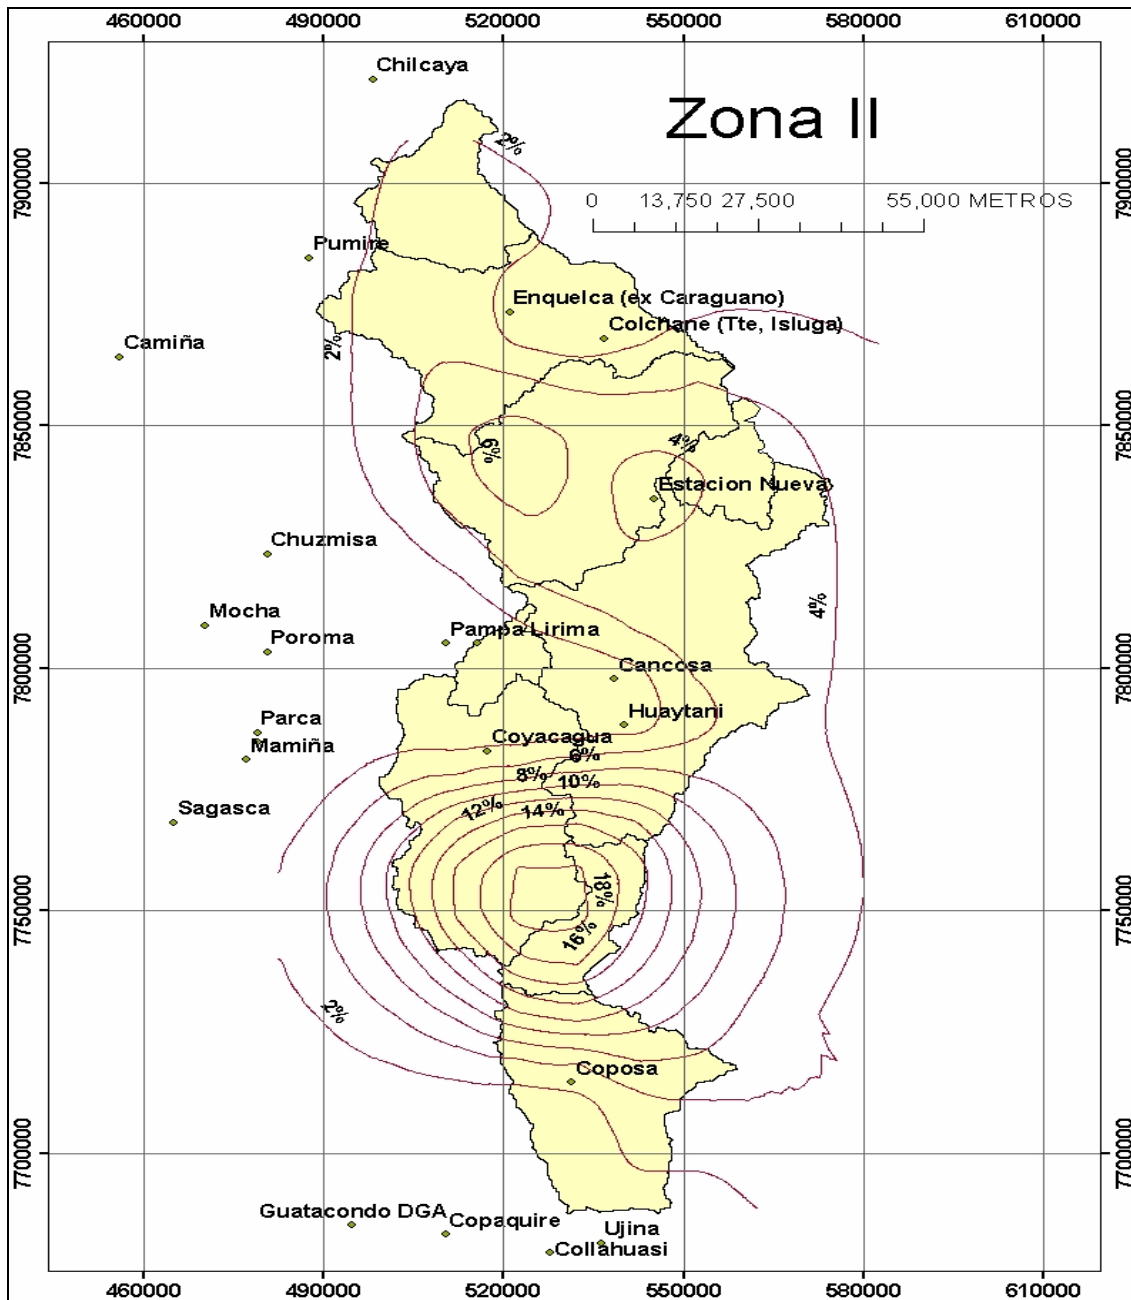 460000 490000 520000 550000 580000 610000
Chilcaya
Zona II
2%
7900000 7900000
0 13,750 27,500 55,000 METROS
Pumire
Enquelca (ex Caraguano)
Colchane (Tte, Isluga)
Camiña
2%
7850000 7850000
6%
4%
Estacion Nueva
Chuzmisa
4%
Mocha
Pampa Lirima
Poroma
7800000 7800000
Cancosa
Huaytani
Parca
Coyacagua
Mamiña
6%
8%
10%
Sagasca
12%
14%
18%
7750000 7750000
16%
2%
Coposa
7700000 7700000
Guatacondo DGA
Copaquire
Ujina
Collahuasi
460000 490000 520000 550000 580000 610000